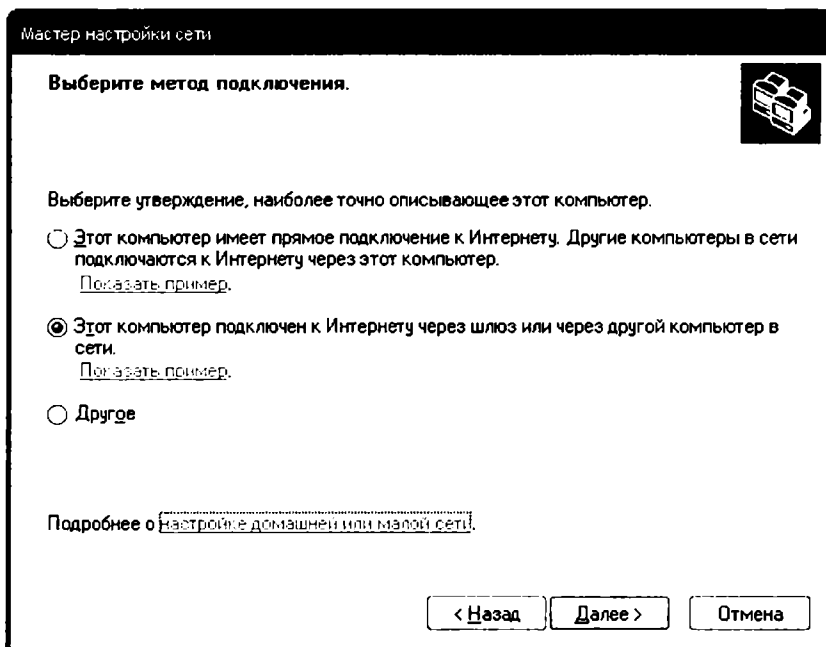 Мастер настройки сети
Выберите метод подключения.
Выберите утверждение, наиболее точно описывающее этот компьютер.
Этот компьютер имеет прямое подключение к Интернету. Другие компьютеры в сети
подключаются к Интернету через этот компьютер.
Показать пример.
Этот компьютер подключен к Интернету через шлюз или через другой компьютер в
сети.
Показать пример.
Другое
Подробнее о настройке домашней или малой сети.
< Назад
Далее >
Отмена